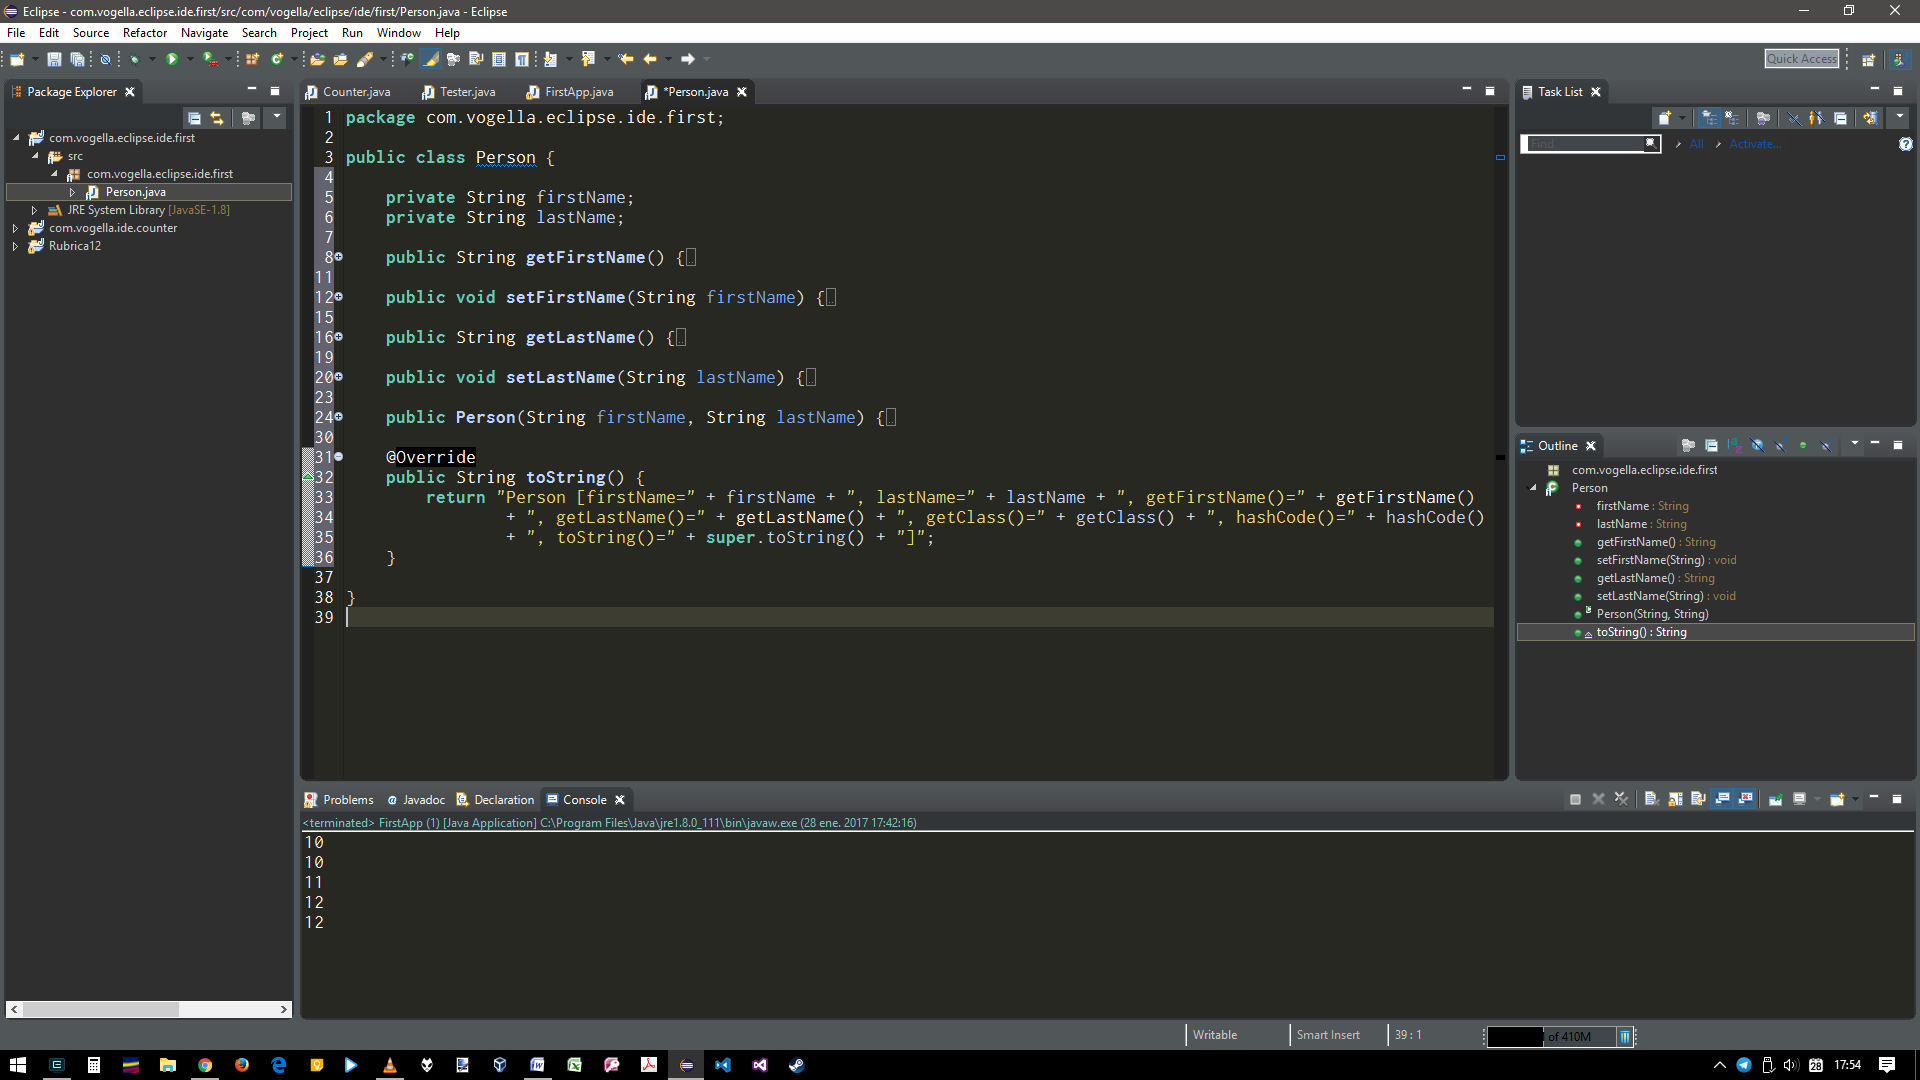 Eclipse - com.vogella.eclipse.ide.first/src/com/vogella/eclipse/ide/first/Person.java - Eclipse
File Edit Source Refactor Navigate Search Project Run Window Help
Quick Access
Package Explorer
com.vogella.eclipse.ide.first
src
com.vogella.eclipse.ide.first
Person.java
JRE System Library [JavaSE-1.8]
com.vogella.ide.counter
Rubrica12
Counter.java Tester.java FirstApp.java *Person.java
1 package com.vogella.eclipse.ide.first;
2
3 public class Person {
4
5 private String firstName;
6 private String lastName;
7
8 public String getFirstName() {
11
12 public void setFirstName(String firstName) {
15
16 public String getLastName() {
19
20 public void setLastName(String lastName) {
23
24 public Person(String firstName, String lastName) {
30
31 @Override
32 public String toString() {
33 return "Person [firstName=" + firstName + ", lastName=" + lastName + ", getFirstName()=" + getFirstName()
34 + ", getLastName()=" + getLastName() + ", getClass()=" + getClass() + ", hashCode()=" + hashCode()
35 + ", toString()=" + super.toString() + "]";
36 }
37
38 }
39
Task List
Find All Activate...
Outline
com.vogella.eclipse.ide.first
Person
firstName : String
lastName : String
getFirstName() : String
setFirstName(String) : void
getLastName() : String
setLastName(String) : void
Person(String, String)
toString() : String
Problems @ Javadoc Declaration Console
<terminated> FirstApp (1) [Java Application] C:\Program Files\Java\jre1.8.0_111\bin\javaw.exe (28 ene. 2017 17:42:16)
10
10
11
12
12
Writable Smart Insert 39 : 1 of 410M
28 17:54